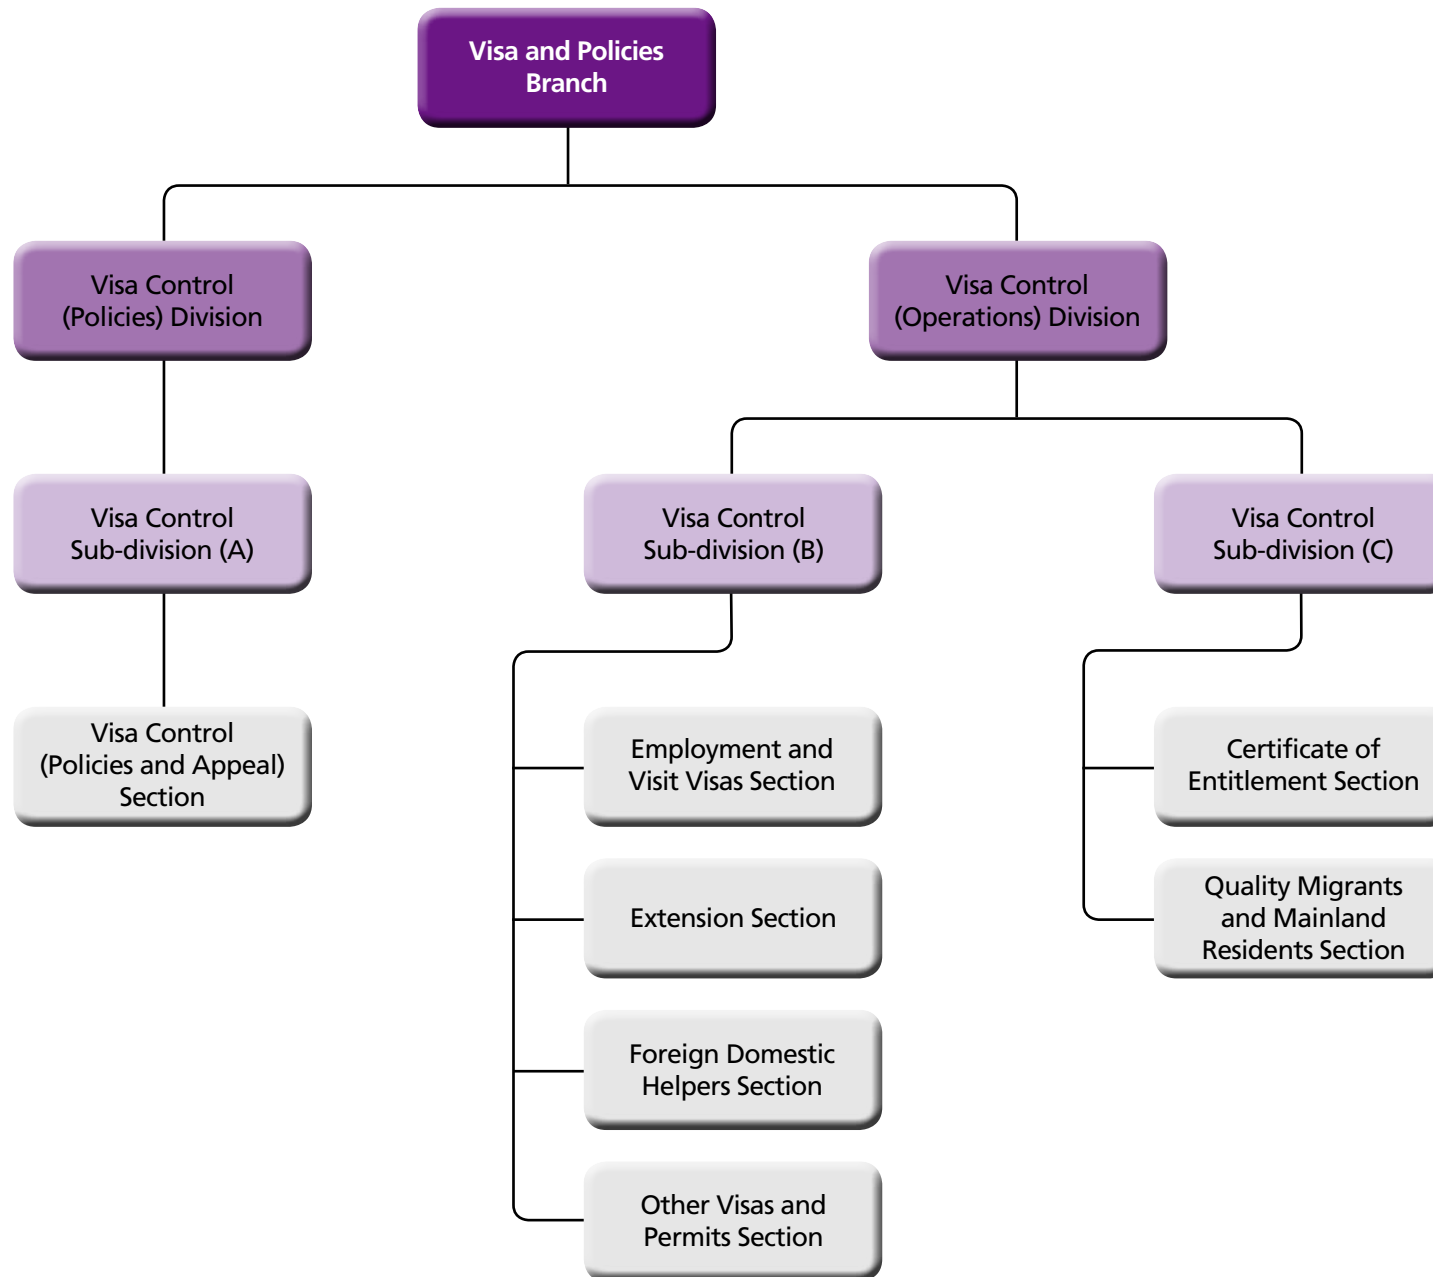 Visa and Policies
Branch
Visa Control
(Policies) Division
Visa Control
(Operations) Division
Visa Control
Sub-division (A)
Visa Control
Sub-division (B)
Visa Control
Sub-division (C)
Visa Control
(Policies and Appeal)
Section
Employment and
Visit Visas Section
Certificate of
Entitlement Section
Extension Section
Quality Migrants
and Mainland
Residents Section
Foreign Domestic
Helpers Section
Other Visas and
Permits Section